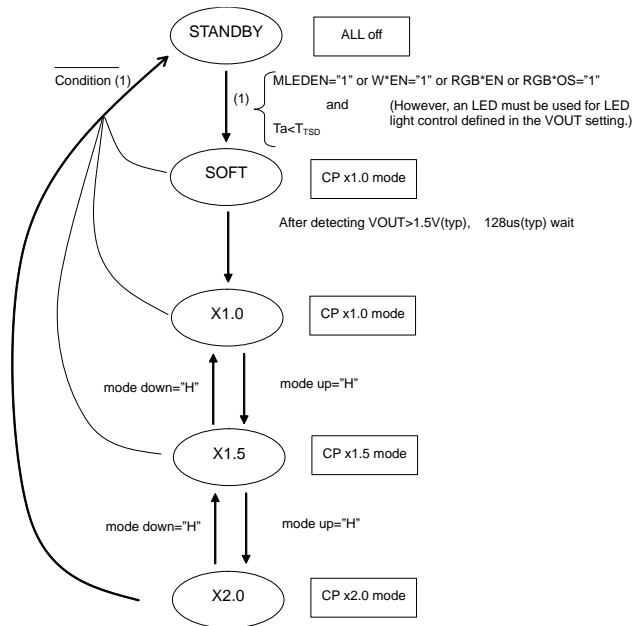 STANDBY
ALL off
Condition (1)
(1)
MLEDEN="1" or W*EN="1" or RGB*EN or RGB*OS="1"
and
(However, an LED must be used for LED
light control defined in the VOUT setting.)
Ta<TTSD
SOFT
CP x1.0 mode
After detecting VOUT>1.5V(typp), 128us(typ) wait
X1.0
CP x1.0 mode
mode down="H"
mode up="H"
X1.5
CP x1.5 mode
mode down="H"
mode up="H"
X2.0
CP x2.0 mode